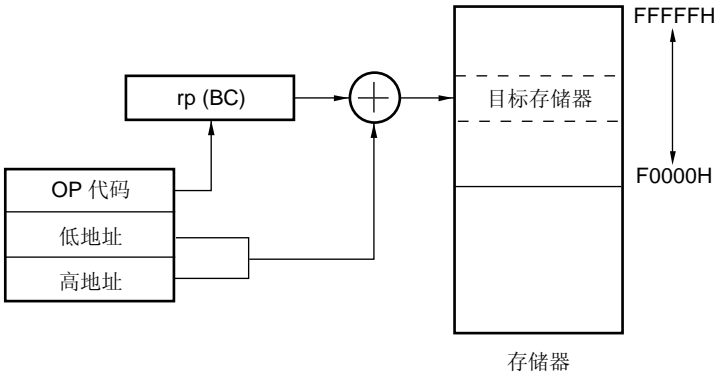 FFFFFH
rp (BC)
目标存储器
F0000H
OP 代码
低地址
高地址
存储器